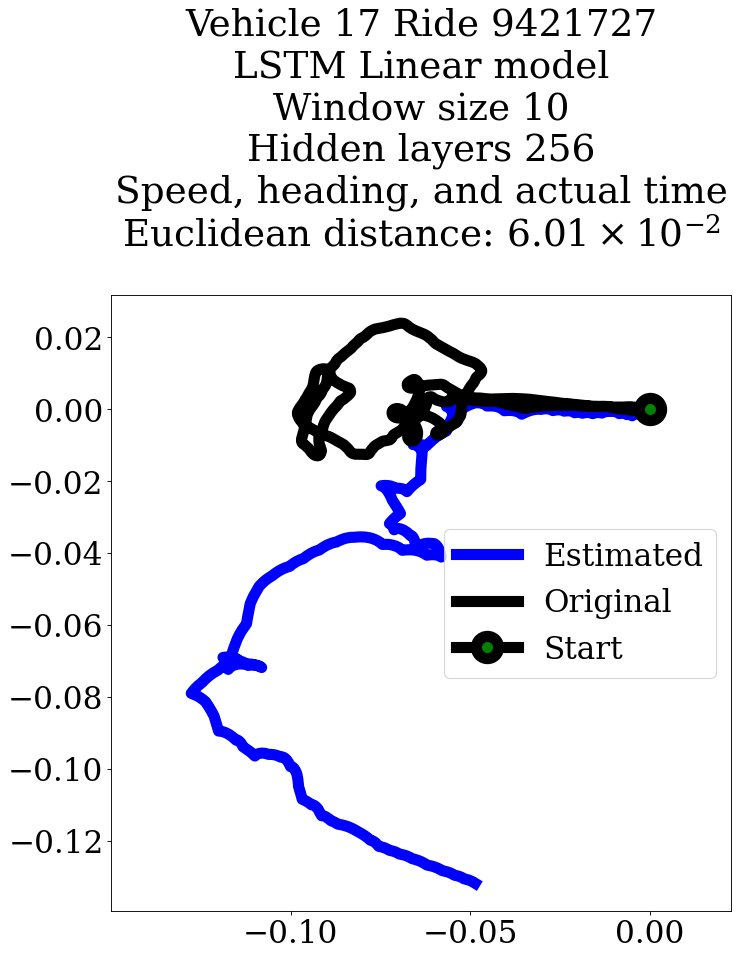 Vehicle 17 Ride 9421727
LSTM Linear model
Window size 10
Hidden layers 256
Speed, heading, and actual time
Euclidean distance: 6.01 × 10⁻²
0.02
0.00
−0.02
−0.04
−0.06
−0.08
−0.10
−0.12
Estimated
Original
Start
−0.10 −0.05 0.00